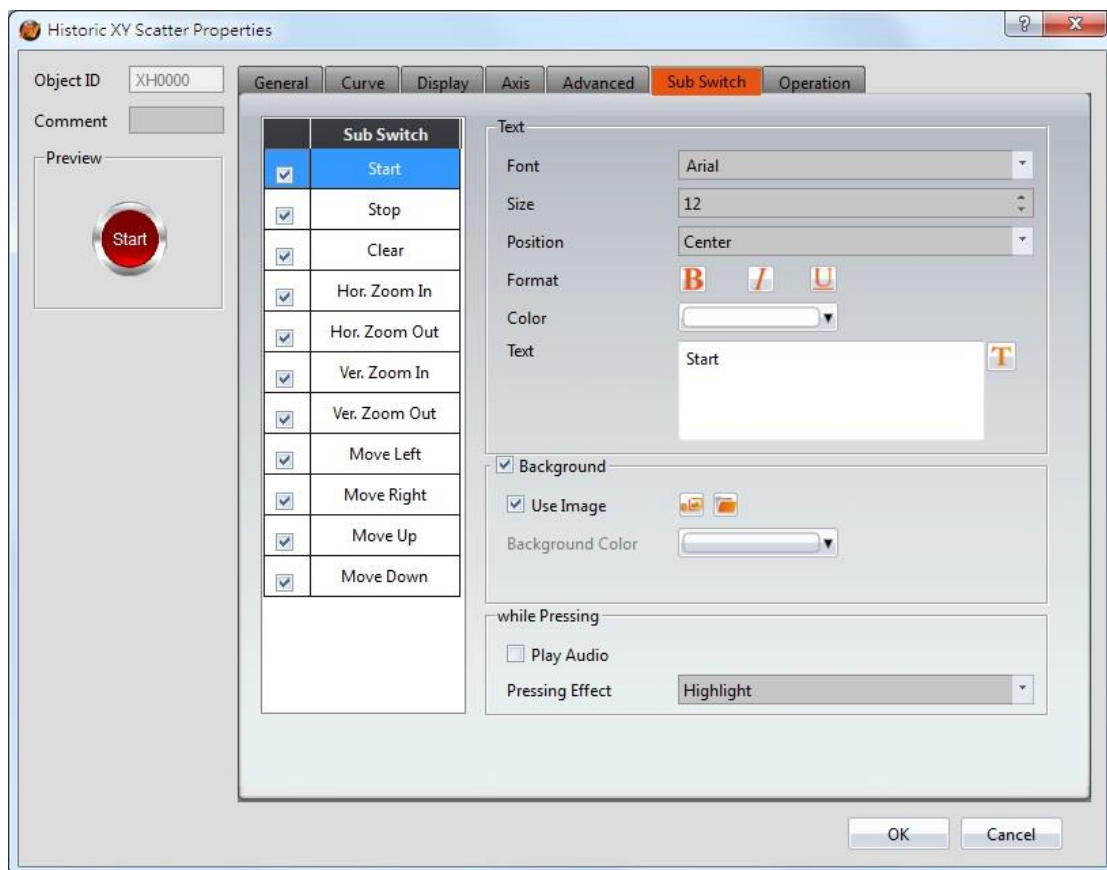 Historic XY Scatter Properties
Object ID XH0000
Comment
Preview
Start
General Curve Display Axis Advanced Sub Switch Operation
Sub Switch
Start
Stop
Clear
Hor. Zoom In
Hor. Zoom Out
Ver. Zoom In
Ver. Zoom Out
Move Left
Move Right
Move Up
Move Down
Text
Font Arial
Size 12
Position Center
Format B I U
Color
Text Start T
Background
Use Image
Background Color
while Pressing
Play Audio
Pressing Effect Highlight
OK Cancel